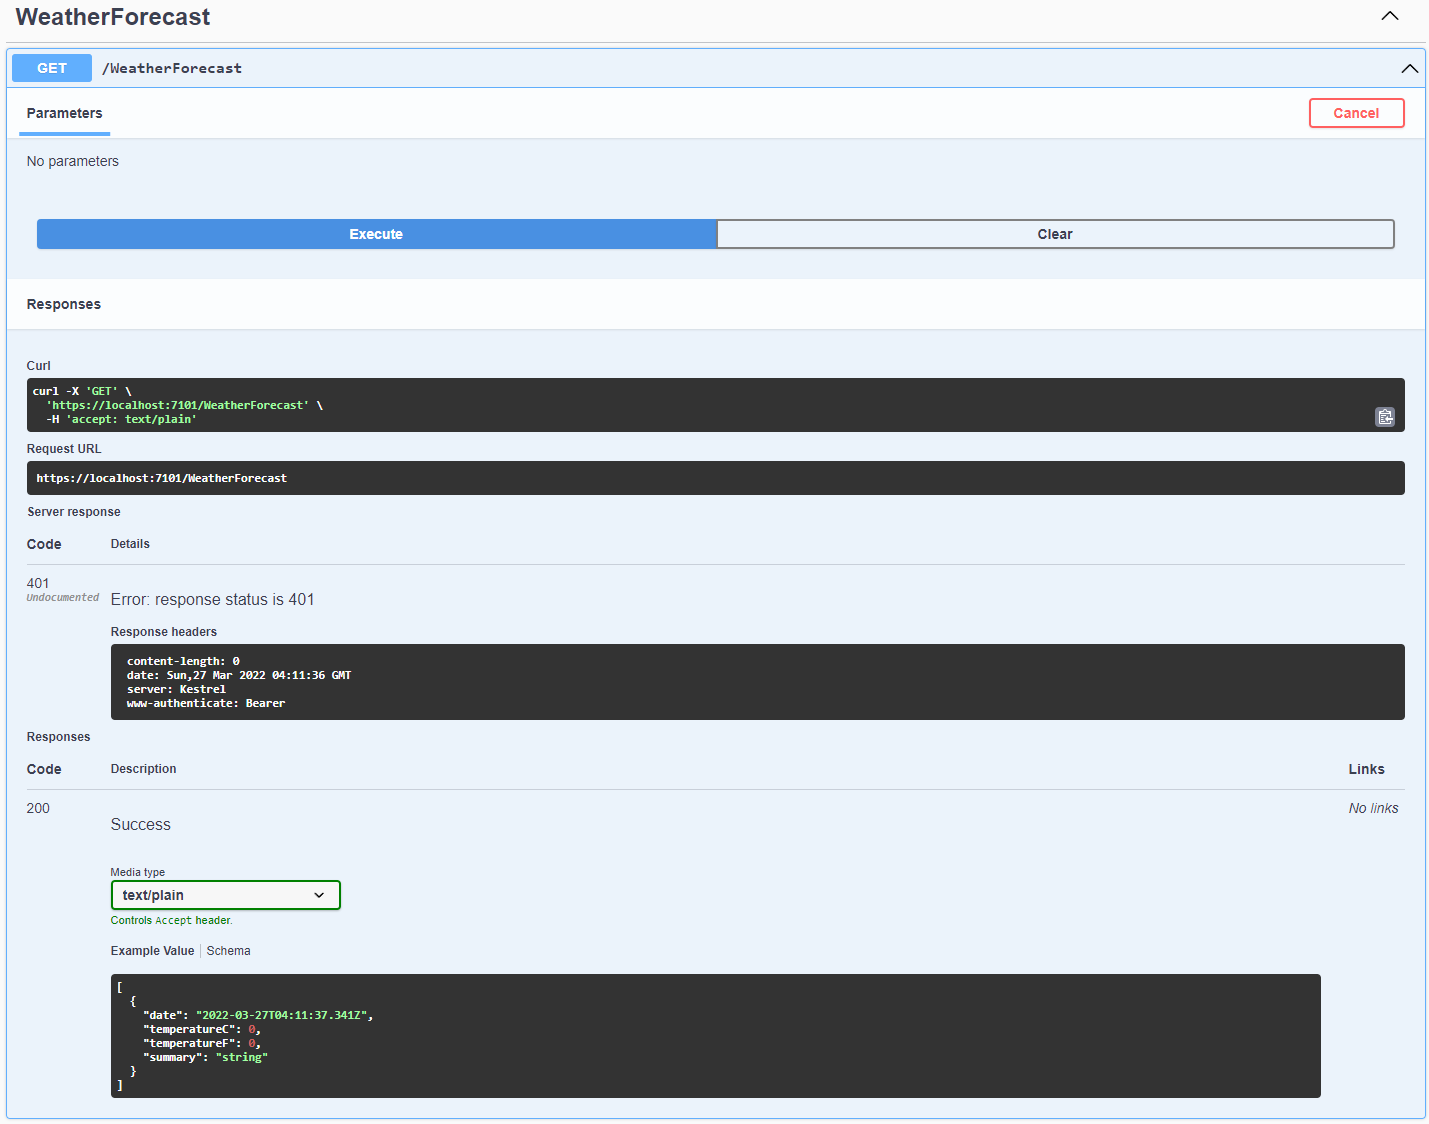 WeatherForecast
GET /WeatherForecast
Parameters
Cancel
No parameters
Execute
Clear
Responses
Curl
curl -X 'GET' \
'https://localhost:7101/WeatherForecast' \
-H 'accept: text/plain'
Request URL
https://localhost:7101/WeatherForecast
Server response
Code Details
401
Undocumented
Error: response status is 401
Response headers
content-length: 0
date: Sun,27 Mar 2022 04:11:36 GMT
server: Kestrel
www-authenticate: Bearer
Responses
Code Description Links
200
No links
Success
Media type
text/plain
Controls Accept header.
Example Value Schema
[
{
"date": "2022-03-27T04:11:37.341Z",
"temperatureC": 0,
"temperatureF": 0,
"summary": "string"
}
]